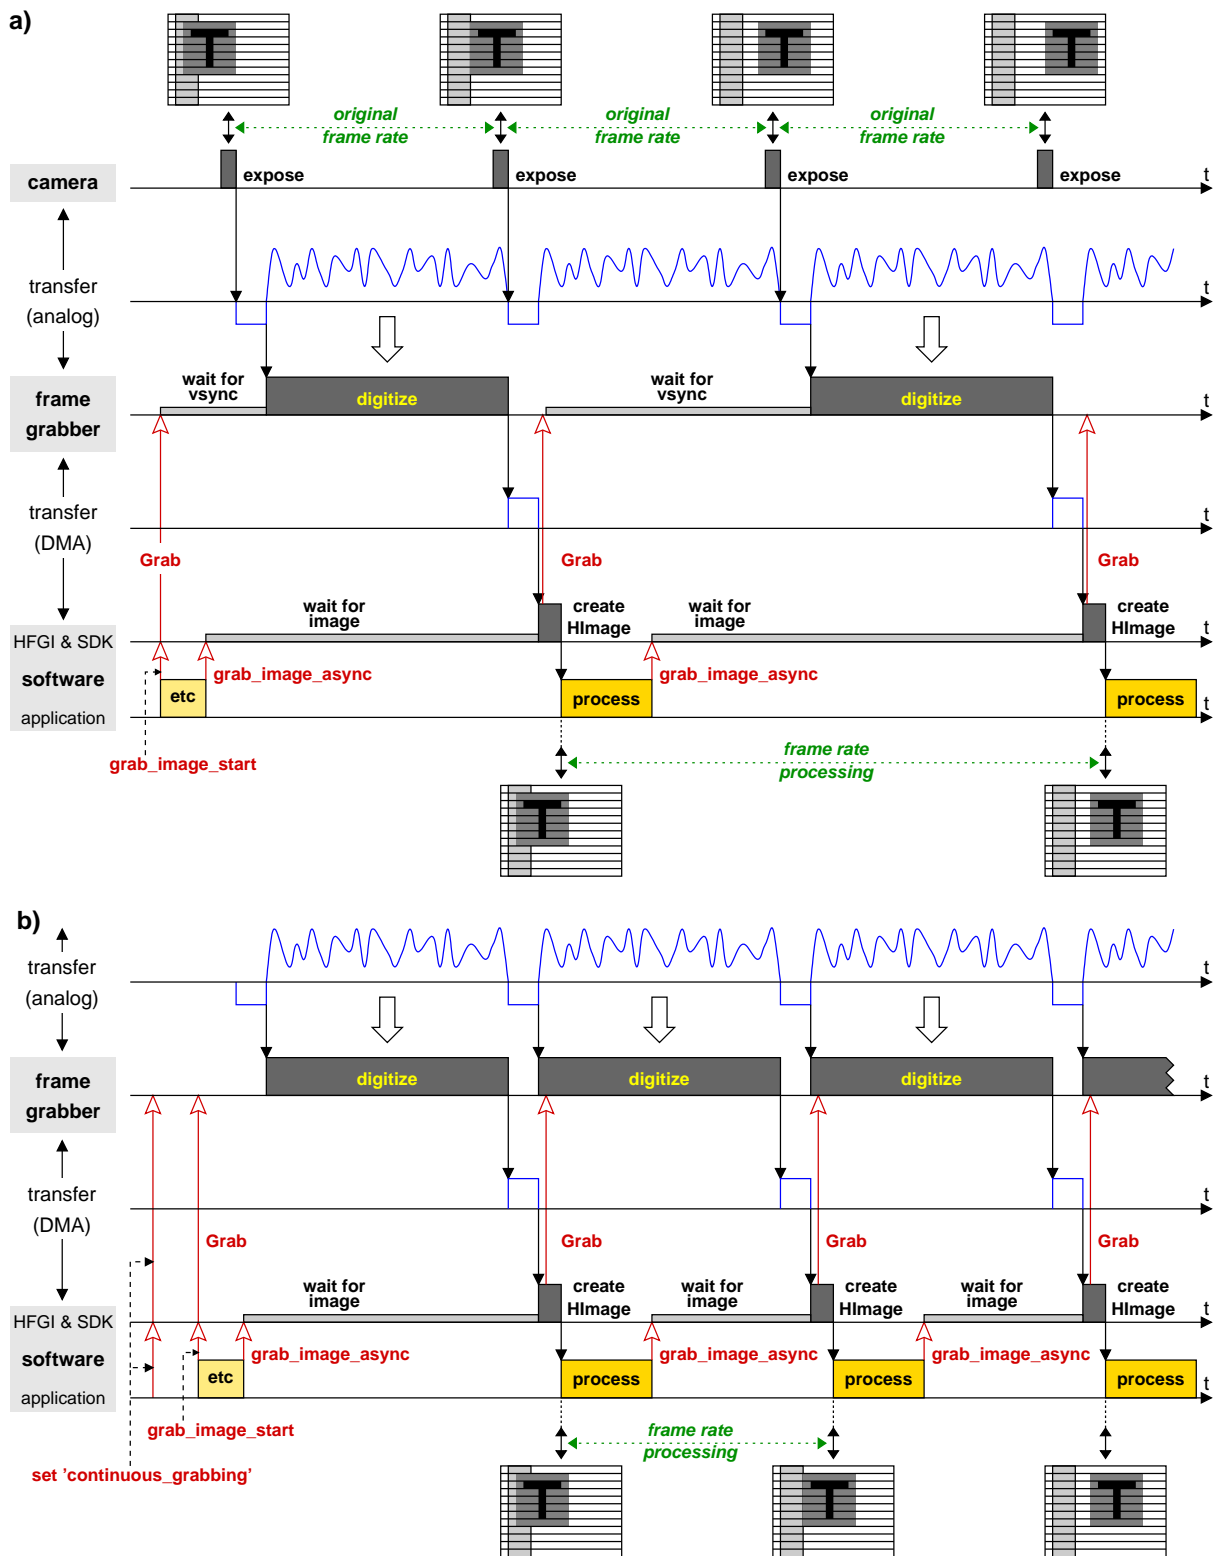 a)
T T T T
original original original
frame rate frame rate frame rate
camera expose expose expose expose t
transfer
(analog)
t
wait for
vsync
wait for
vsync
frame
grabber
digitize digitize t
transfer
(DMA)
t
Grab Grab Grab
wait for
image
create
HImage
wait for
image
create
HImage
HFGI & SDK t
software
application
grab_image_async grab_image_async
etc process process t
grab_image_start
frame rate
processing
T T
b)
transfer
(analog)
t
frame
grabber
digitize digitize digitize t
transfer
(DMA)
t
Grab Grab Grab Grab
wait for
image
create
HImage
wait for
image
create
HImage
wait for
image
create
HImage
HFGI & SDK t
software
application
grab_image_async grab_image_async grab_image_async
etc process process process t
grab_image_start
frame rate
processing
set ’continuous_grabbing’
T T T